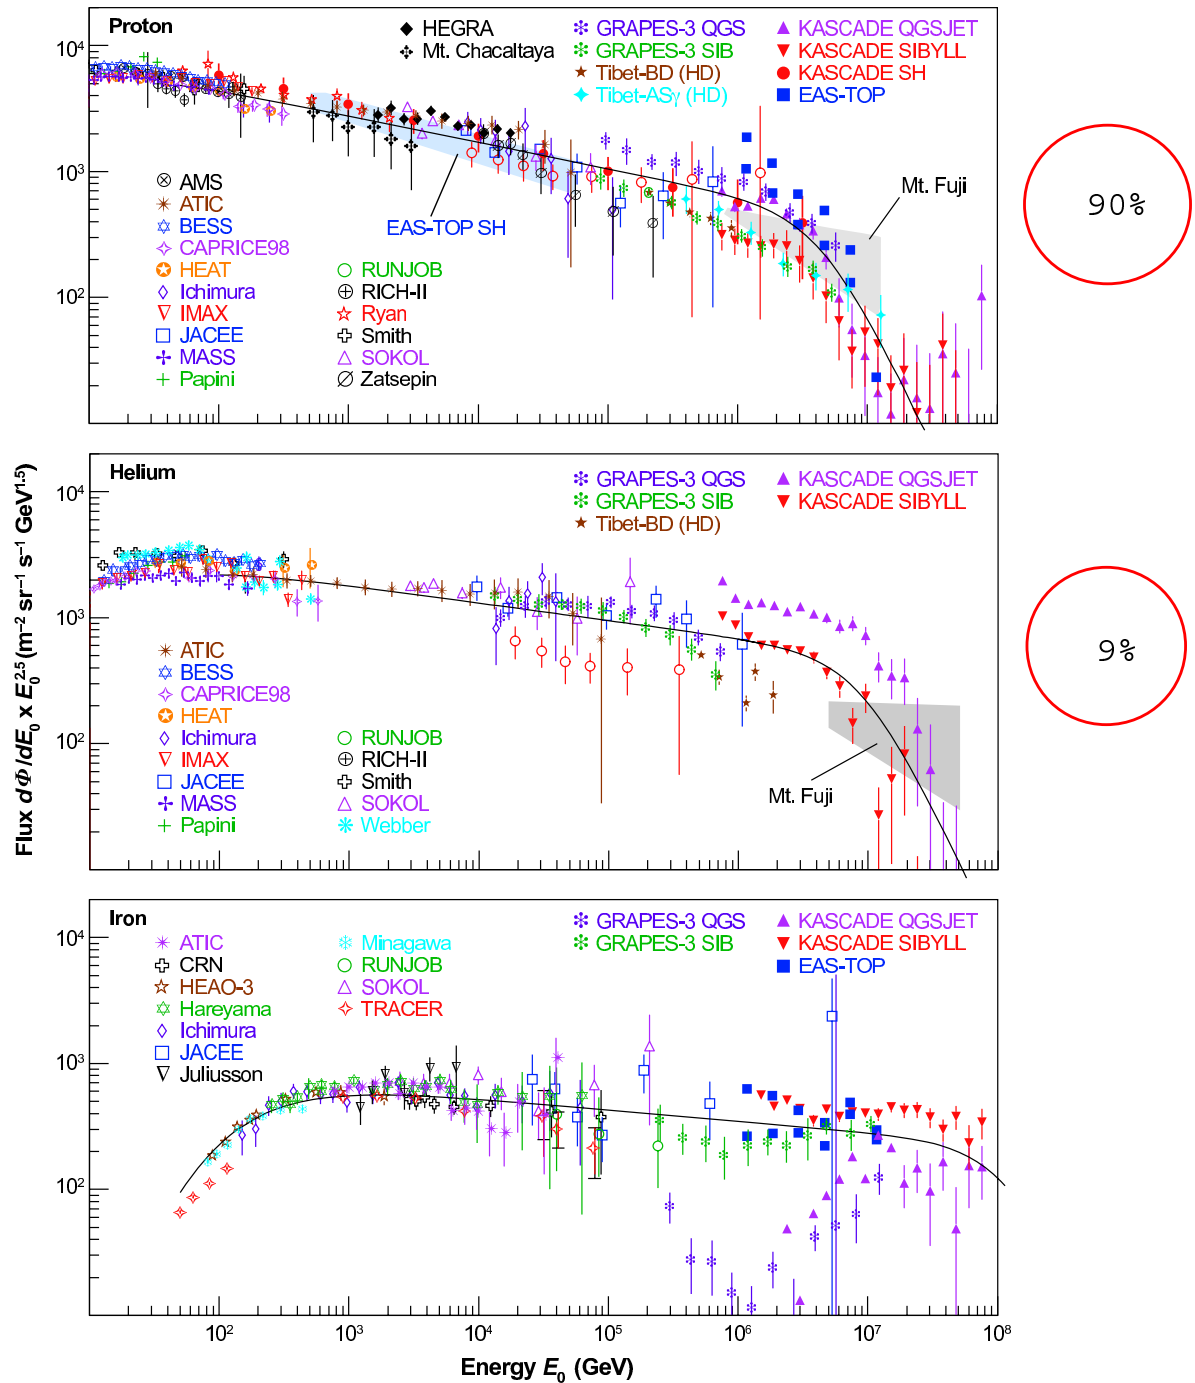 Proton
HEGRA
Mt. Chacaltaya
GRAPES-3 QGS
GRAPES-3 SIB
Tibet-BD (HD)
Tibet-ASγ (HD)
KASCADE QGSJET
KASCADE SIBYLL
KASCADE SH
EAS-TOP
10⁴
10³
10²
AMS
ATIC
BESS
CAPRICE98
HEAT
Ichimura
IMAX
JACEE
MASS
Papini
RUNJOB
RICH-II
Ryan
Smith
SOKOL
Zatsepin
EAS-TOP SH
Mt. Fuji
90%
Helium
GRAPES-3 QGS
GRAPES-3 SIB
Tibet-BD (HD)
KASCADE QGSJET
KASCADE SIBYLL
10⁴
10³
10²
ATIC
BESS
CAPRICE98
HEAT
Ichimura
IMAX
JACEE
MASS
Papini
RUNJOB
RICH-II
Smith
SOKOL
Webber
Mt. Fuji
9%
Flux dΦ/dE₀ x E₀²·⁵ (m⁻² sr⁻¹ s⁻¹ GeV¹·⁵)
Iron
ATIC
CRN
HEAO-3
Hareyama
Ichimura
JACEE
Juliusson
Minagawa
RUNJOB
SOKOL
TRACER
GRAPES-3 QGS
GRAPES-3 SIB
KASCADE QGSJET
KASCADE SIBYLL
EAS-TOP
10⁴
10³
10²
10² 10³ 10⁴ 10⁵ 10⁶ 10⁷ 10⁸
Energy E₀ (GeV)